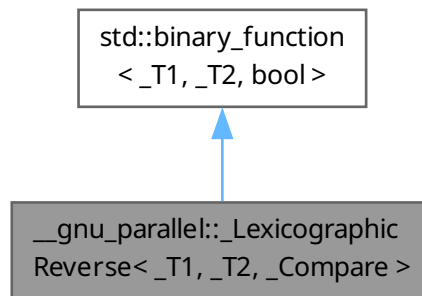 std::binary_function
< _T1, _T2, bool >
__gnu_parallel::_Lexicographic
Reverse< _T1, _T2, _Compare >